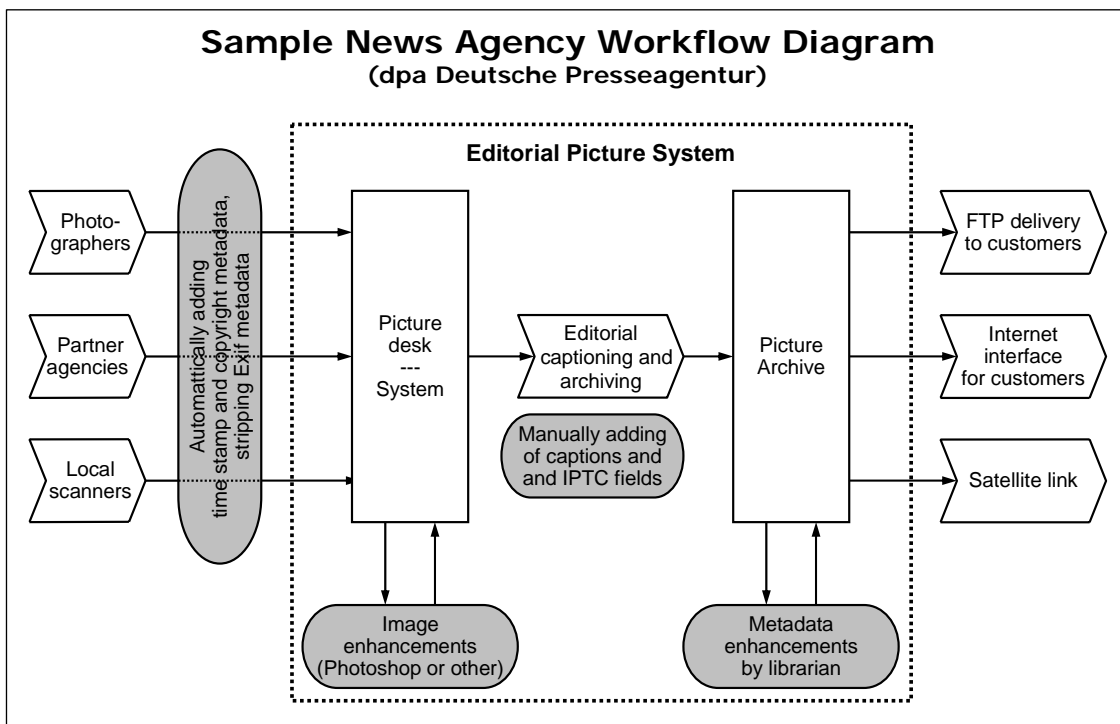 Sample News Agency Workflow Diagram
(dpa Deutsche Presseagentur)
Editorial Picture System
Photo-
graphers
Partner
agencies
Local
scanners
Automattically adding
time stamp and copyright metadata,
stripping Exif metadata
Picture
desk
---
System
Editorial
captioning and
archiving
Manually adding
of captions and
and IPTC fields
Picture
Archive
FTP delivery
to customers
Internet
interface
for customers
Satellite link
Image
enhancements
(Photoshop or other)
Metadata
enhancements
by librarian